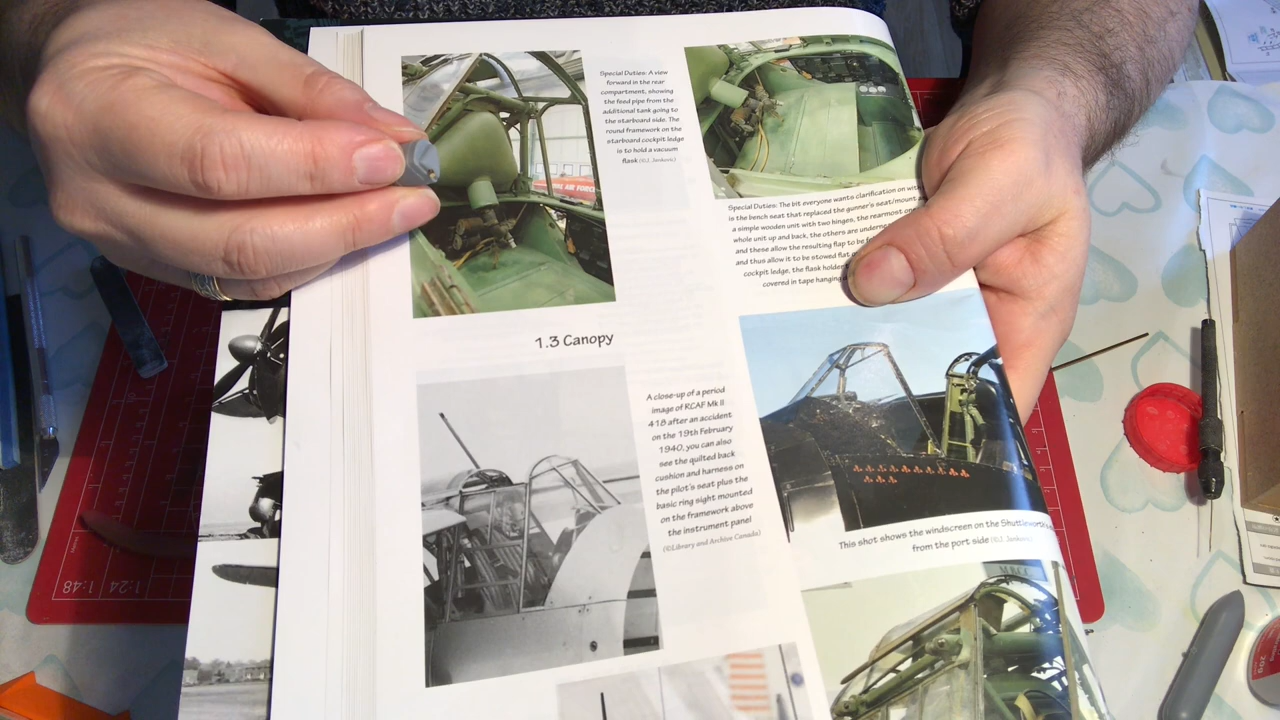 Special Duties: A view
forward in the rear
compartment, showing
the feed pipe from the
additional tank going to
the starboard side. The
round framework on the
starboard cockpit ledge
is to hold a vacuum
flask (©J. Jankovic)
Special Duties: The bit everyone wants clarification on
is the bench seat that replaced the gunner's seat/mount
a simple wooden unit with two hinges, the rearmost
whole unit up and back, the others are
and these allow the resulting flap to be
and thus allow it to be stowed
cockpit ledge, the flask
covered in tape hanging
1.3 Canopy
A close-up of a period
image of RCAF Mk II
418 after an accident
on the 19th February
1940, you can also
see the quilted back
cushion and harness on
the pilot's seat plus the
basic ring sight mounted
on the framework above
the instrument panel
(©Library and Archive Canada)
This shot shows the windscreen on the
from the port side
1:48 1:24